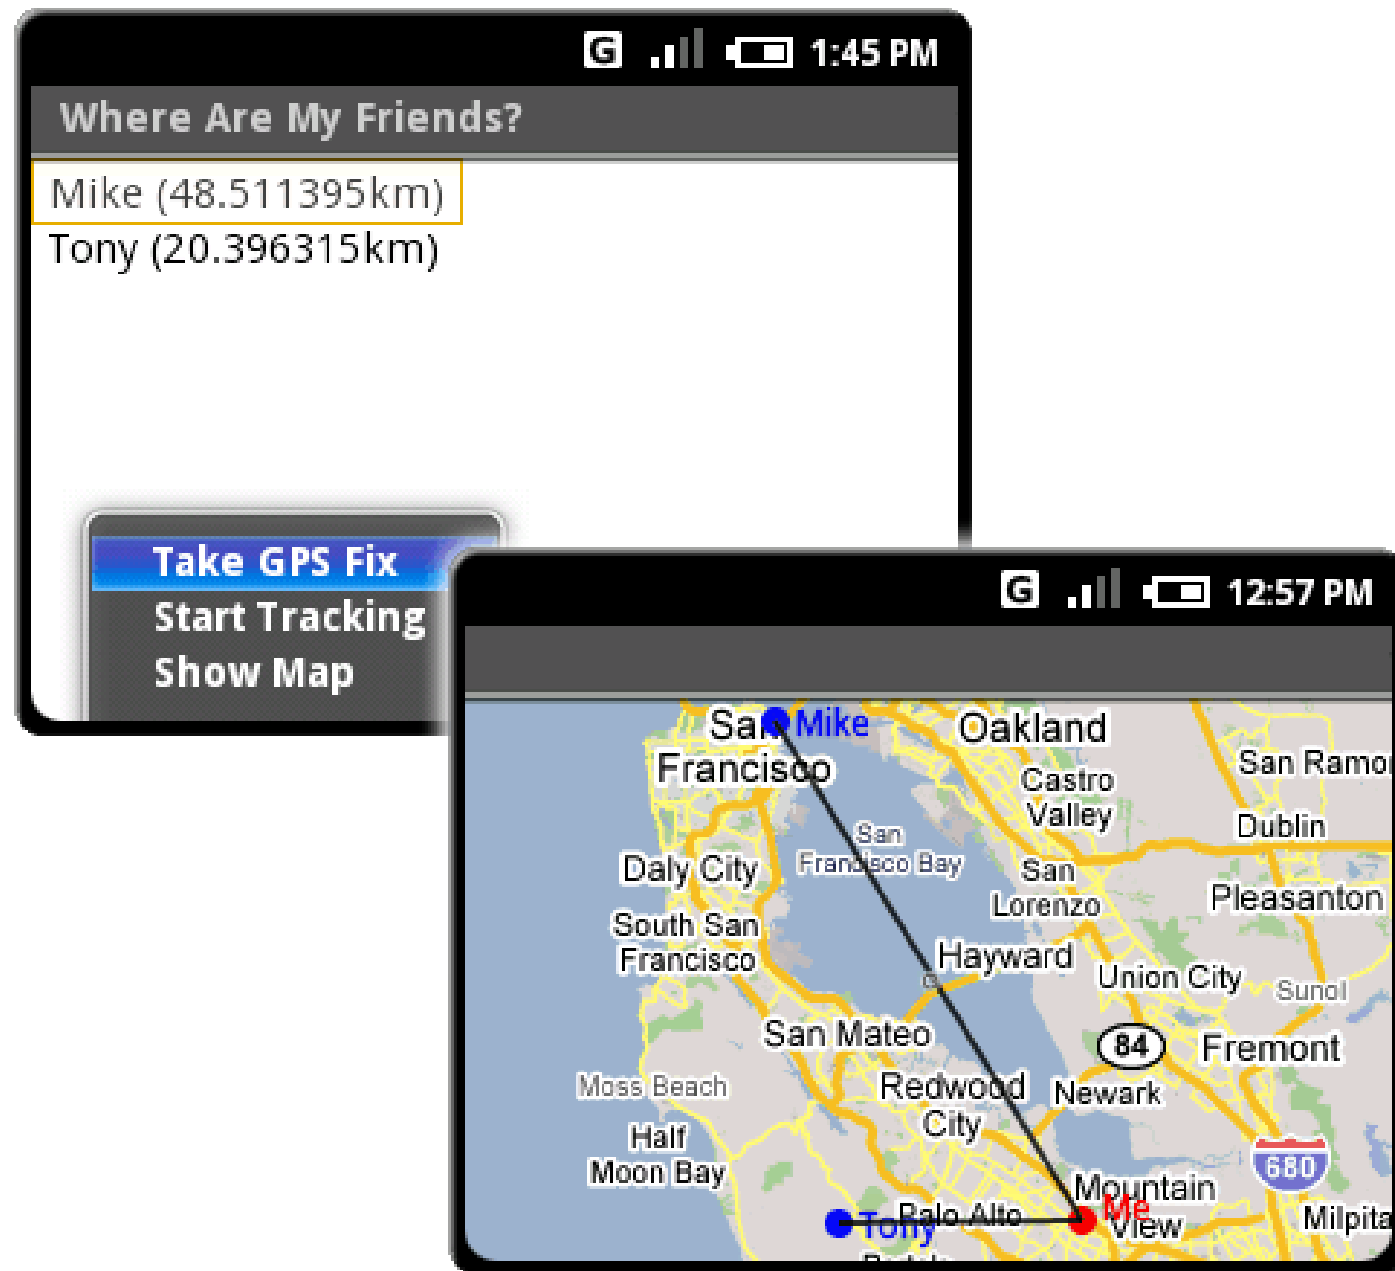 G 1:45 PM
Where Are My Friends?
Mike (48.511395km)
Tony (20.396315km)
Take GPS Fix
Start Tracking
Show Map
G 12:57 PM
San
Francisco
Mike
Oakland
Castro
Valley
San Ramo
Dublin
San
Francisco Bay
Daly City
San
Lorenzo
Pleasanton
South San
Francisco
Hayward
Union City
Sunol
San Mateo
84
Fremont
Moss Beach
Redwood
City
Newark
Half
Moon Bay
680
Mountain
View
Me
Palo Alto
Tony
Milpita